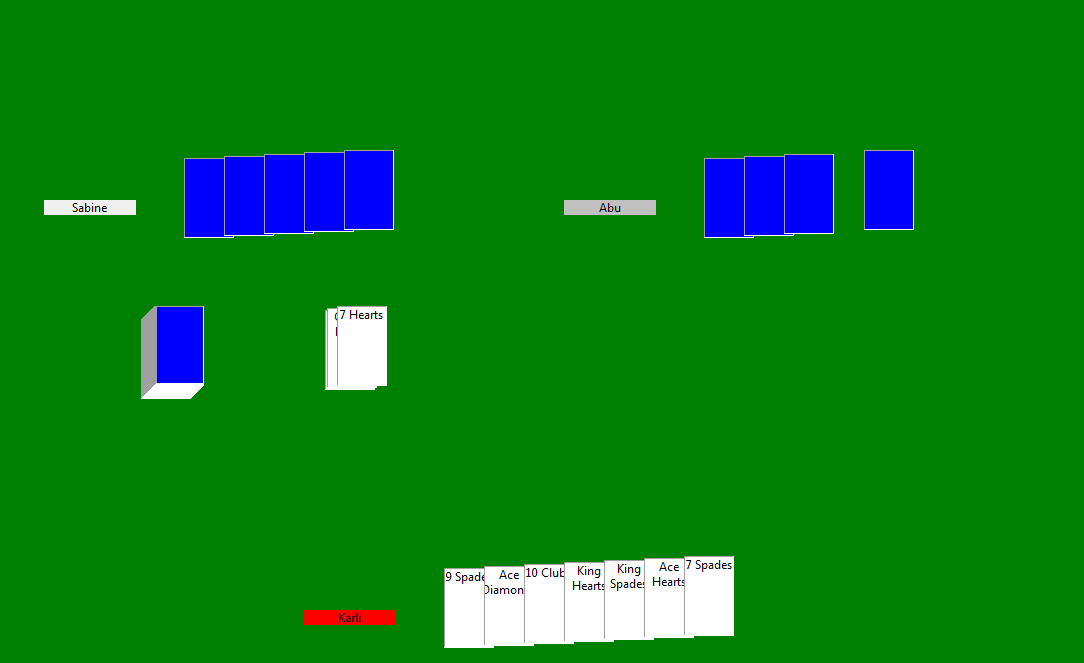 Sabine
Abu
7 Hearts
Karli
9 Spade
Ace
Diamon
10 Club
King
Hearts
King
Spades
Ace
Hearts
7 Spades